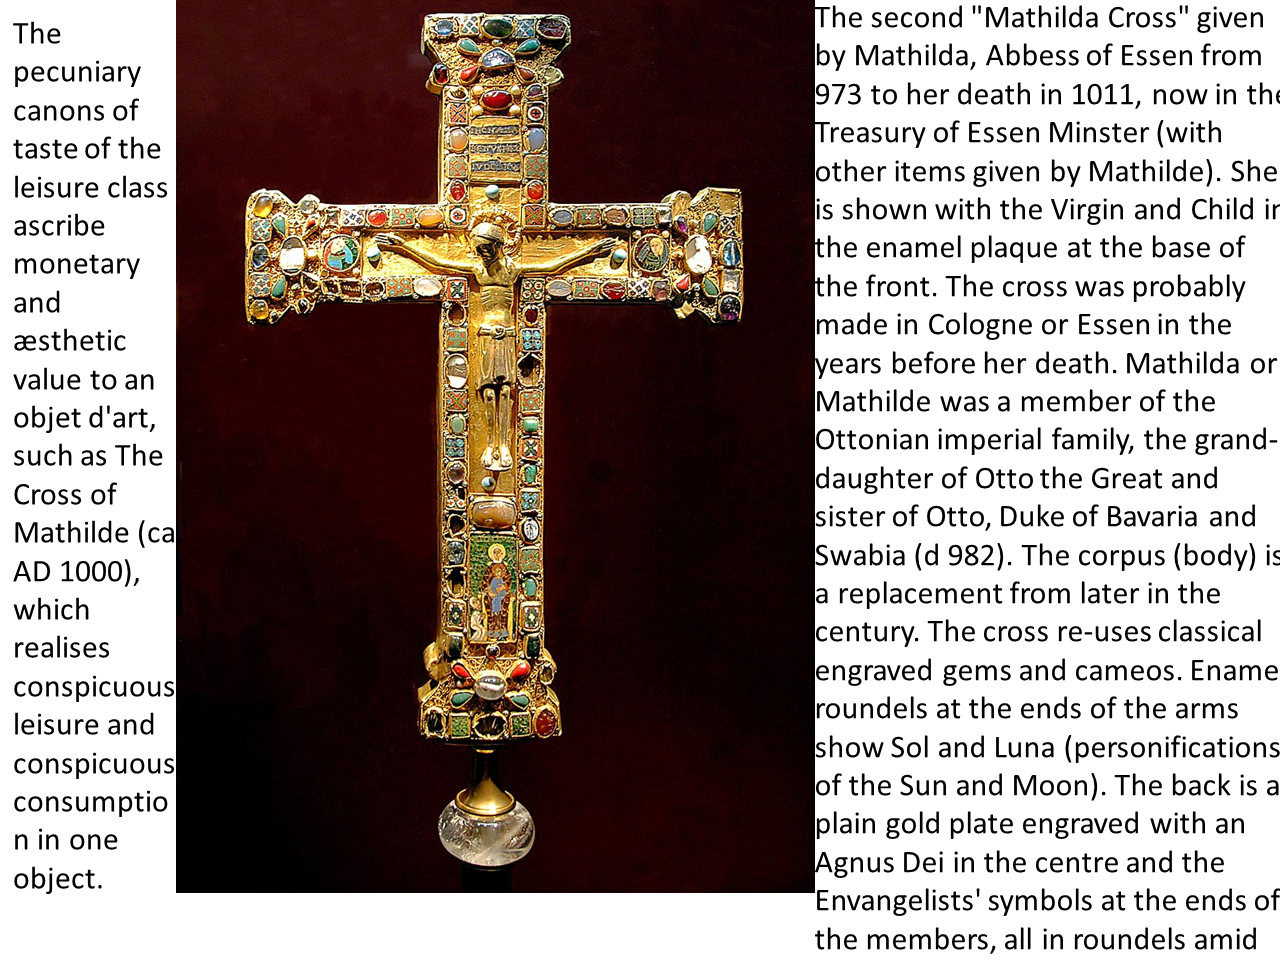 The
pecuniary
canons of
taste of the
leisure class
ascribe
monetary
and
æsthetic
value to an
objet d'art,
such as The
Cross of
Mathilde (ca
AD 1000),
which
realises
conspicuous
leisure and
conspicuous
consumptio
n in one
object.
The second "Mathilda Cross" given
by Mathilda, Abbess of Essen from
973 to her death in 1011, now in the
Treasury of Essen Minster (with
other items given by Mathilde). She
is shown with the Virgin and Child in
the enamel plaque at the base of
the front. The cross was probably
made in Cologne or Essen in the
years before her death. Mathilda or
Mathilde was a member of the
Ottonian imperial family, the grand-
daughter of Otto the Great and
sister of Otto, Duke of Bavaria and
Swabia (d 982). The corpus (body) is
a replacement from later in the
century. The cross re-uses classical
engraved gems and cameos. Ename
roundels at the ends of the arms
show Sol and Luna (personifications
of the Sun and Moon). The back is a
plain gold plate engraved with an
Agnus Dei in the centre and the
Envangelists' symbols at the ends of
the members, all in roundels amid